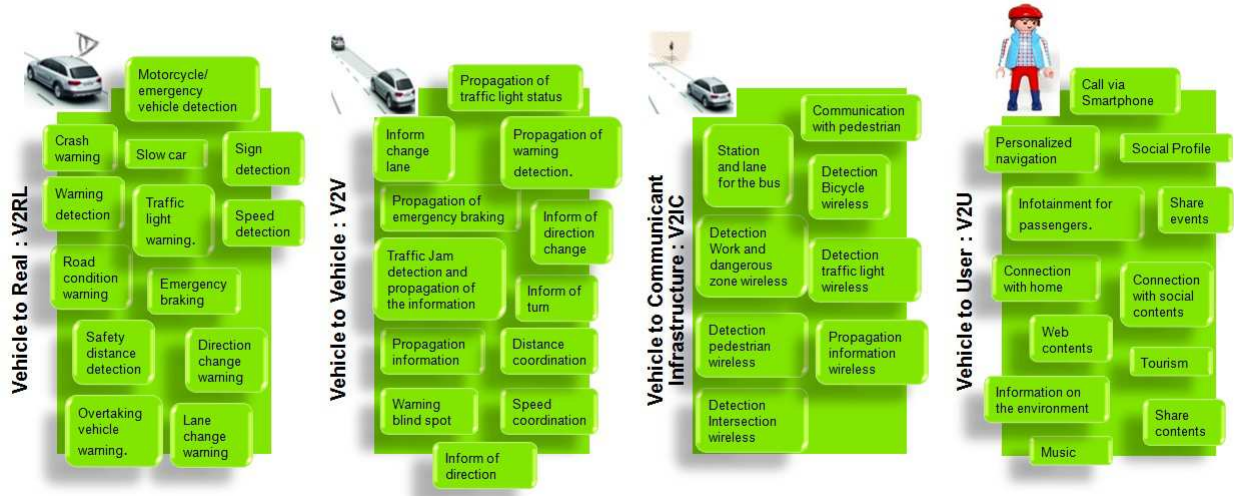 Vehicle to Real : V2RL
Motorcycle/
emergency
vehicle detection
Crash
warning
Slow car
Sign
detection
Warning
detection
Traffic
light
warning.
Speed
detection
Road
condition
warning
Emergency
braking
Safety
distance
detection
Direction
change
warning
Overtaking
vehicle
warning.
Lane
change
warning
Vehicle to Vehicle : V2V
Propagation of
traffic light status
Inform
change
lane
Propagation of
warning
detection.
Propagation of
emergency braking
Inform of
direction
change
Traffic Jam
detection and
propagation of
the information
Inform of
turn
Propagation
information
Distance
coordination
Warning
blind spot
Speed
coordination
Inform of
direction
Vehicle to Communicant
Infrastructure : V2IC
Communication
with pedestrian
Station
and lane
for the bus
Detection
Bicycle
wireless
Detection
Work and
dangerous
zone wireless
Detection
traffic light
wireless
Detection
pedestrian
wireless
Propagation
information
wireless
Detection
Intersection
wireless
Vehicle to User : V2U
Call via
Smartphone
Personalized
navigation
Social Profile
Infotainment for
passengers.
Share
events
Connection
with home
Connection
with social
contents
Web
contents
Tourism
Information on
the environment
Share
contents
Music